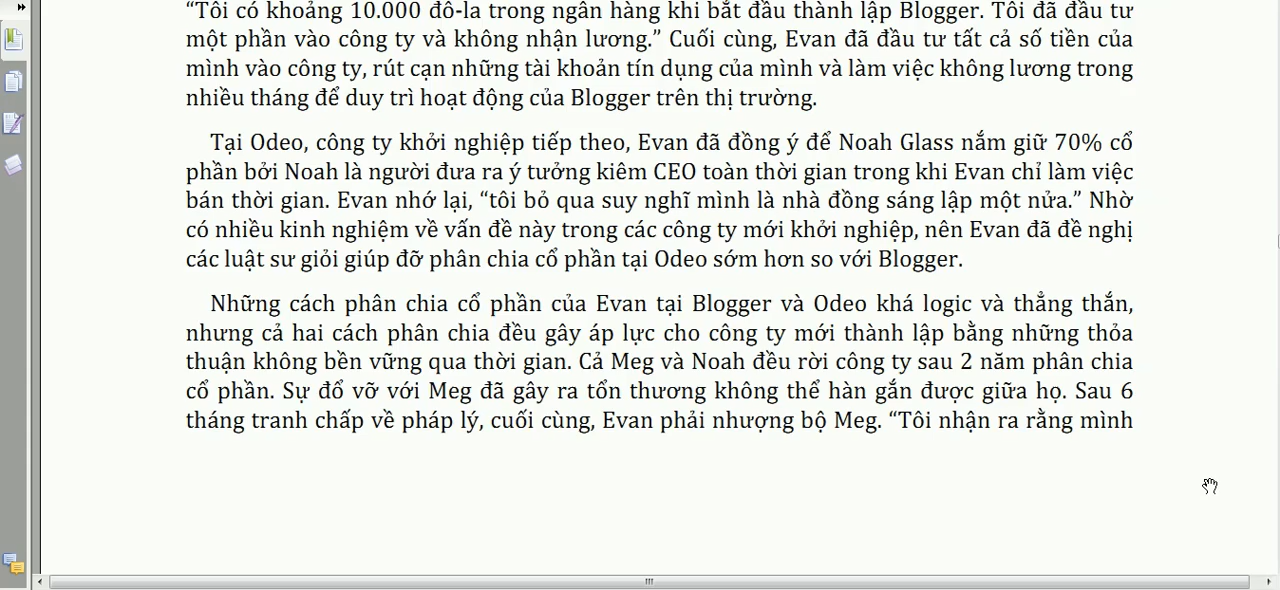 “Tôi có khoảng 10.000 đô-la trong ngân hàng khi bắt đầu thành lập Blogger. Tôi đã đầu tư
một phần vào công ty và không nhận lương.” Cuối cùng, Evan đã đầu tư tất cả số tiền của
mình vào công ty, rút cạn những tài khoản tín dụng của mình và làm việc không lương trong
nhiều tháng để duy trì hoạt động của Blogger trên thị trường.
Tại Odeo, công ty khởi nghiệp tiếp theo, Evan đã đồng ý để Noah Glass nắm giữ 70% cổ
phần bởi Noah là người đưa ra ý tưởng kiêm CEO toàn thời gian trong khi Evan chỉ làm việc
bán thời gian. Evan nhớ lại, “tôi bỏ qua suy nghĩ mình là nhà đồng sáng lập một nửa.” Nhờ
có nhiều kinh nghiệm về vấn đề này trong các công ty mới khởi nghiệp, nên Evan đã đề nghị
các luật sư giỏi giúp đỡ phân chia cổ phần tại Odeo sớm hơn so với Blogger.
Những cách phân chia cổ phần của Evan tại Blogger và Odeo khá logic và thẳng thắn,
nhưng cả hai cách phân chia đều gây áp lực cho công ty mới thành lập bằng những thỏa
thuận không bền vững qua thời gian. Cả Meg và Noah đều rời công ty sau 2 năm phân chia
cổ phần. Sự đổ vỡ với Meg đã gây ra tổn thương không thể hàn gắn được giữa họ. Sau 6
tháng tranh chấp về pháp lý, cuối cùng, Evan phải nhượng bộ Meg. “Tôi nhận ra rằng mình